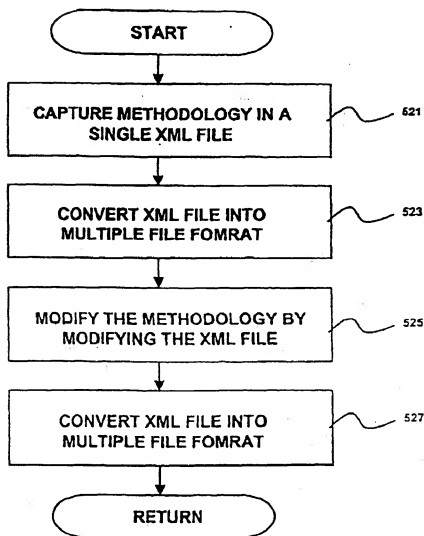 START
CAPTURE METHODOLOGY IN A
SINGLE XML FILE
521
CONVERT XML FILE INTO
MULTIPLE FILE FOMRAT
523
MODIFY THE METHODOLOGY BY
MODIFYING THE XML FILE
525
CONVERT XML FILE INTO
MULTIPLE FILE FOMRAT
527
RETURN